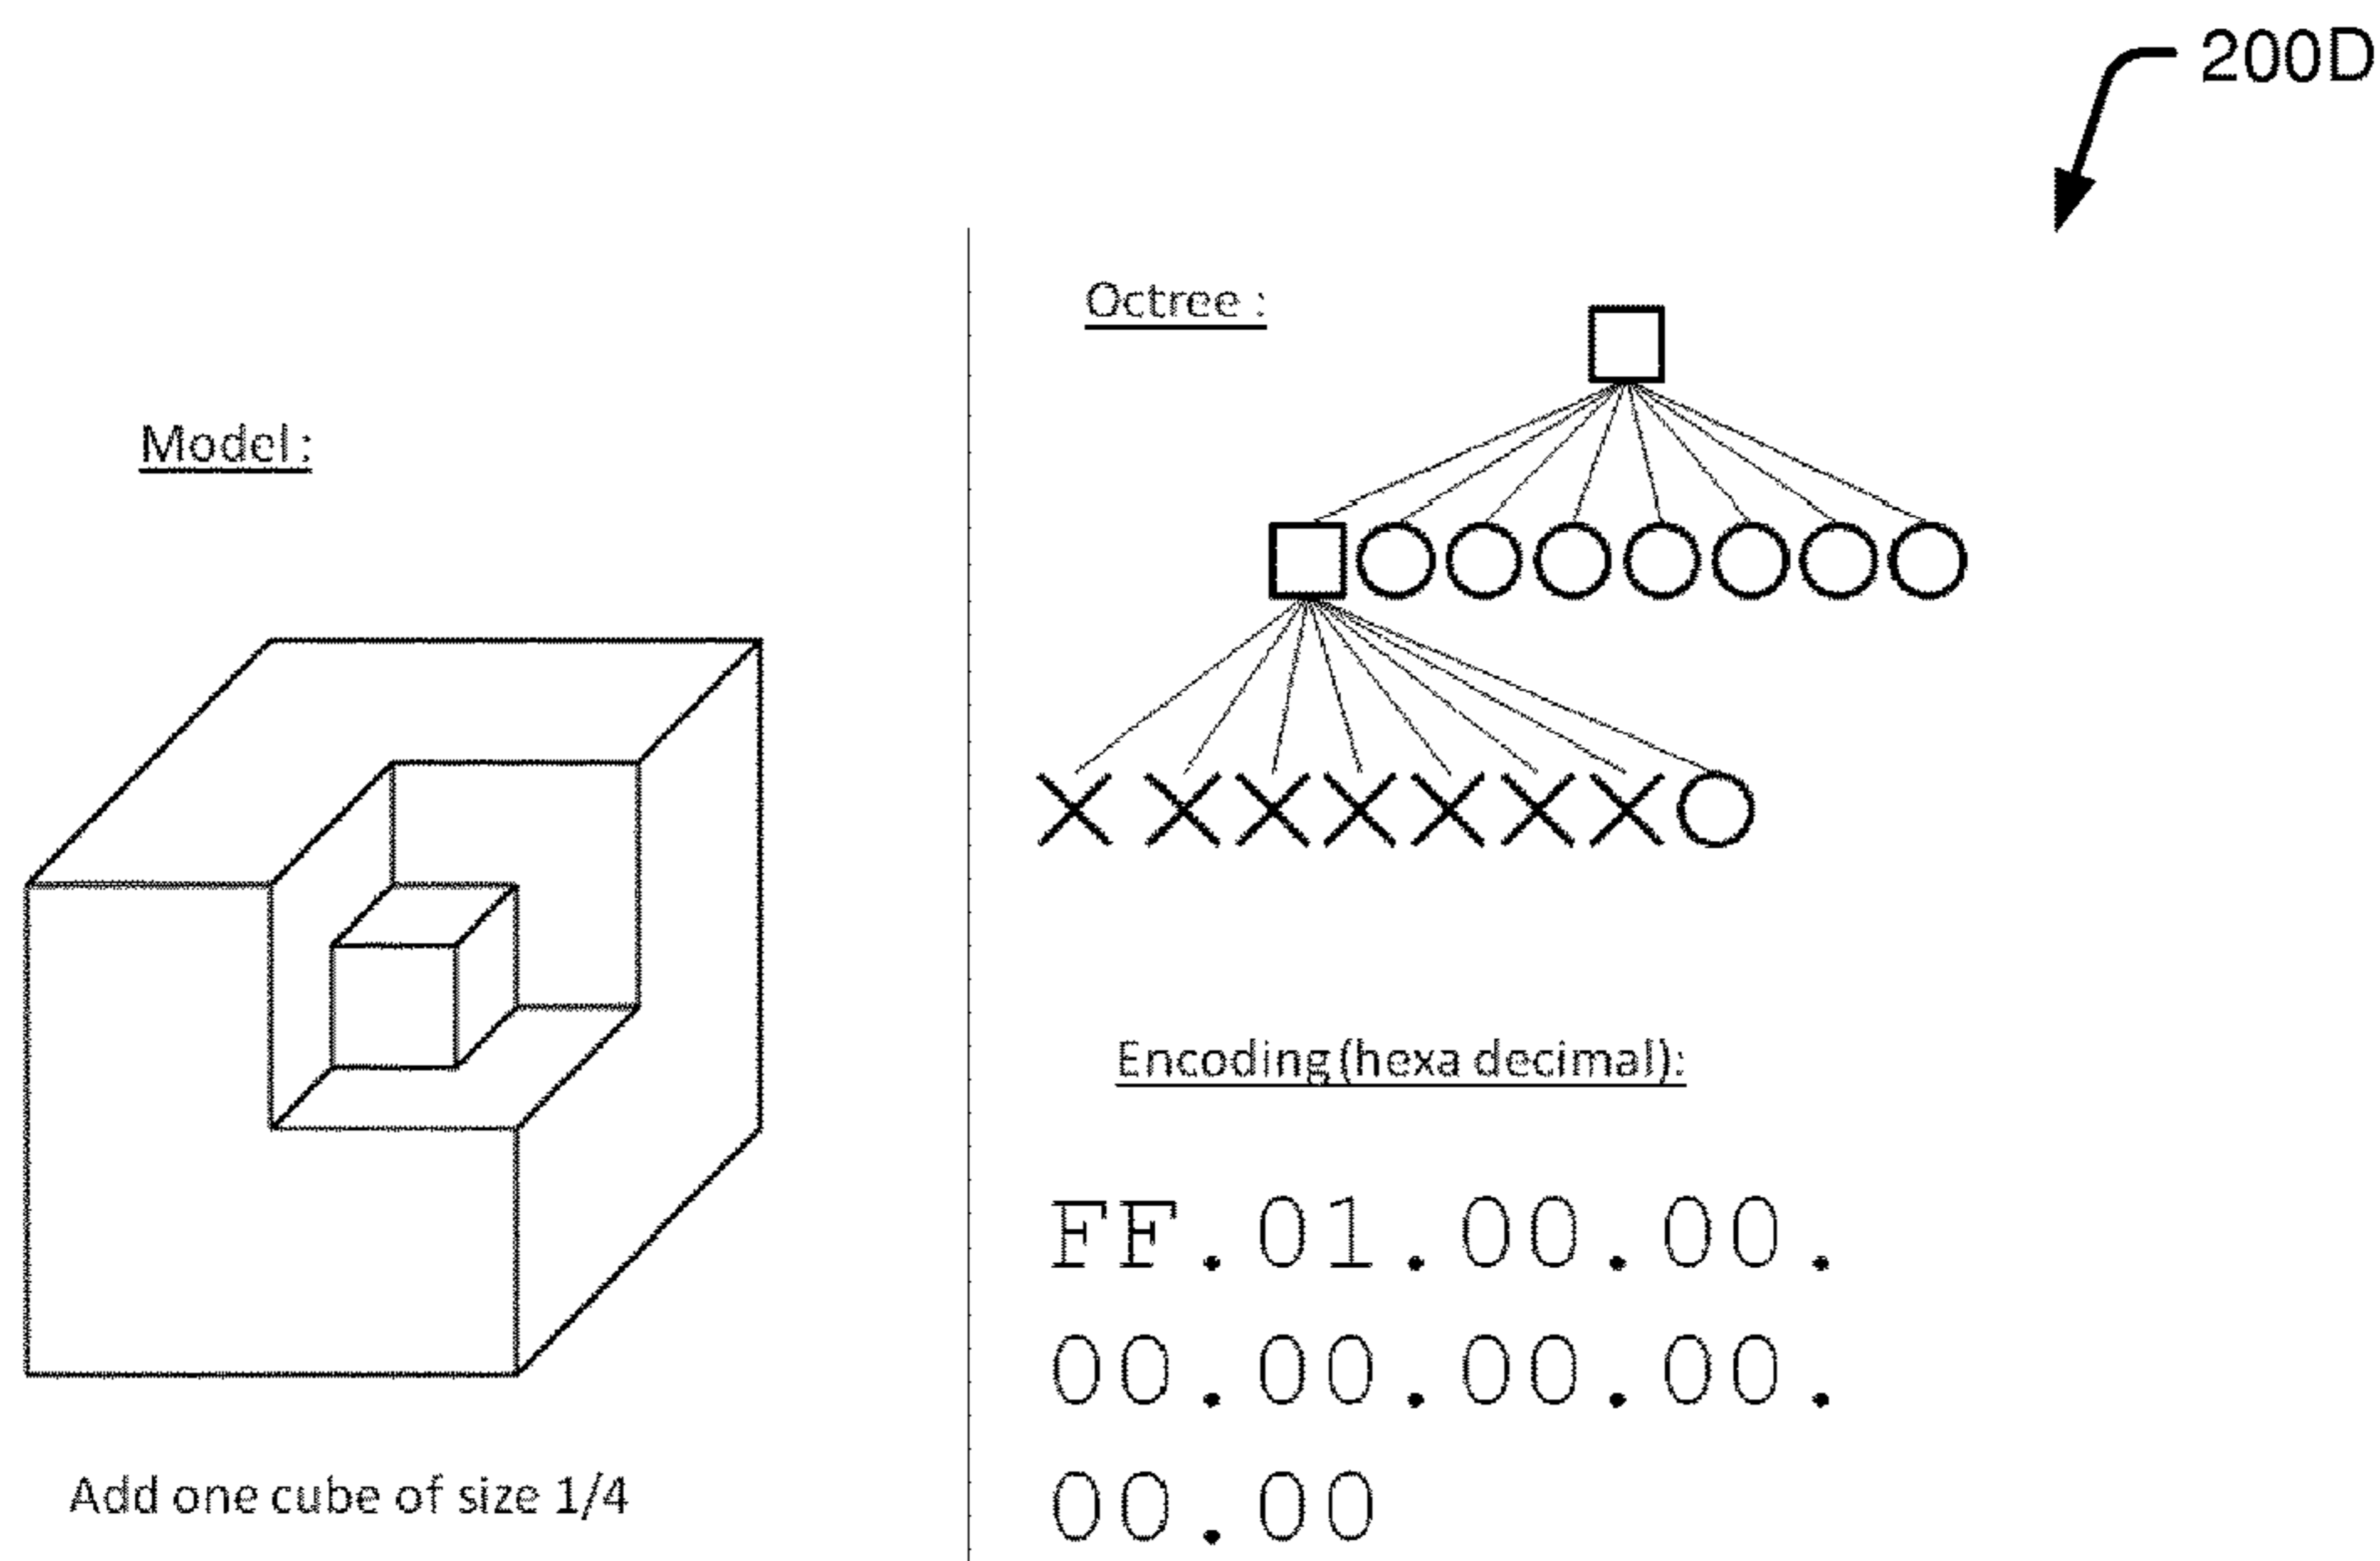 200D
Model :
Add one cube of size 1/4
Octree :
Encoding (hexa decimal):
FF.01.00.00.
00.00.00.00.
00.00